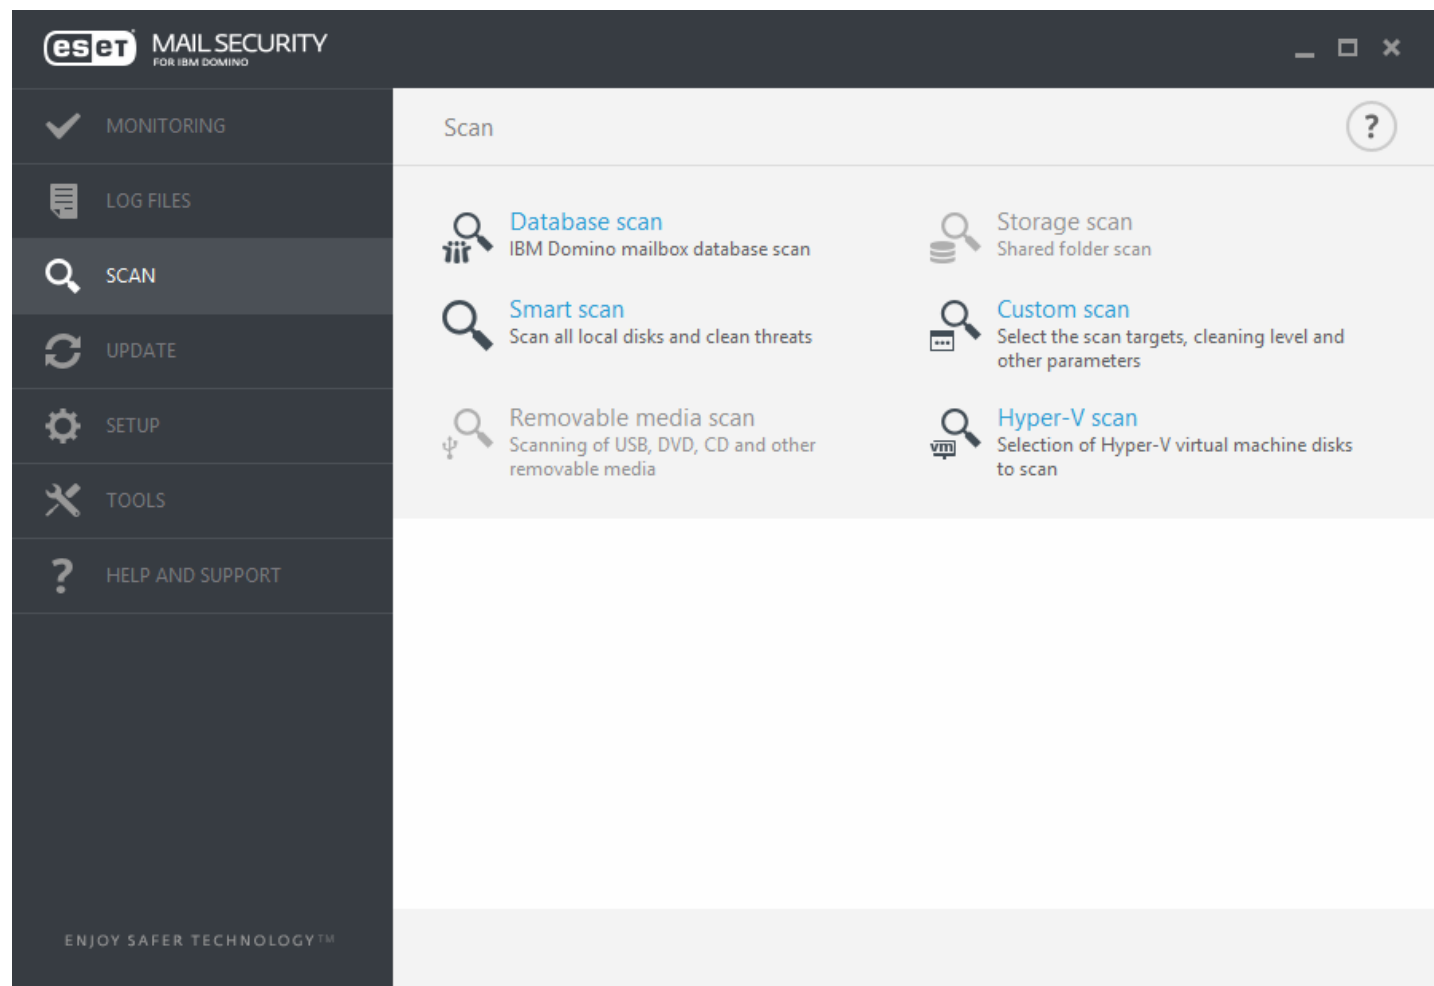 eset MAIL SECURITY
FOR IBM DOMINO
MONITORING
LOG FILES
SCAN
UPDATE
SETUP
TOOLS
HELP AND SUPPORT
ENJOY SAFER TECHNOLOGY™
Scan
?
Database scan
IBM Domino mailbox database scan
Storage scan
Shared folder scan
Smart scan
Scan all local disks and clean threats
Custom scan
Select the scan targets, cleaning level and
other parameters
Removable media scan
Scanning of USB, DVD, CD and other
removable media
vm
Hyper-V scan
Selection of Hyper-V virtual machine disks
to scan